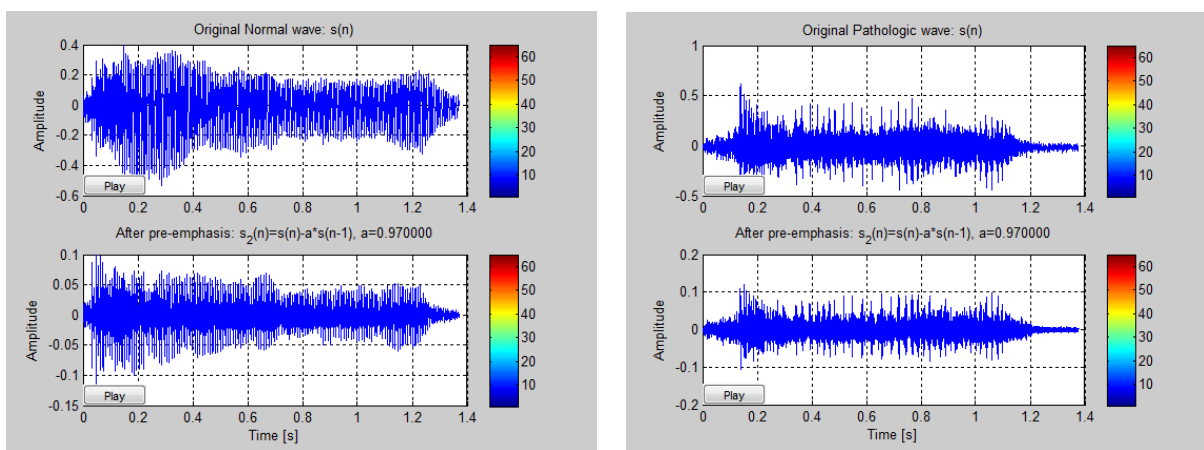 Original Normal wave: s(n)
0.4
0.2
0
-0.2
-0.4
-0.6
Amplitude
Play
0 0.2 0.4 0.6 0.8 1 1.2 1.4
60
50
40
30
20
10
After pre-emphasis: s2(n)=s(n)-a*s(n-1), a=0.970000
0.1
0.05
0
-0.05
-0.1
-0.15
Amplitude
Play
0 0.2 0.4 0.6 0.8 1 1.2 1.4
Time [s]
60
50
40
30
20
10
Original Pathologic wave: s(n)
1
0.5
0
-0.5
Amplitude
Play
0 0.2 0.4 0.6 0.8 1 1.2 1.4
60
50
40
30
20
10
After pre-emphasis: s2(n)=s(n)-a*s(n-1), a=0.970000
0.2
0.1
0
-0.1
-0.2
Amplitude
Play
0 0.2 0.4 0.6 0.8 1 1.2 1.4
Time [s]
60
50
40
30
20
10